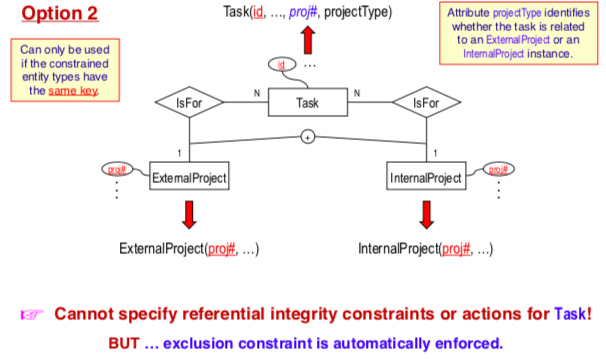 Option 2
Task(id, …, proj#, projectType)
Attribute projectType identifies
whether the task is related
to an ExternalProject or an
InternalProject instance.
Can only be used
if the constrained
entity types have
the same key.
id
…
IsFor
N
Task
N
IsFor
+
1
1
proj#
ExternalProject
InternalProject
proj#
ExternalProject(proj#, …)
InternalProject(proj#, …)
☞ Cannot specify referential integrity constraints or actions for Task!
BUT … exclusion constraint is automatically enforced.